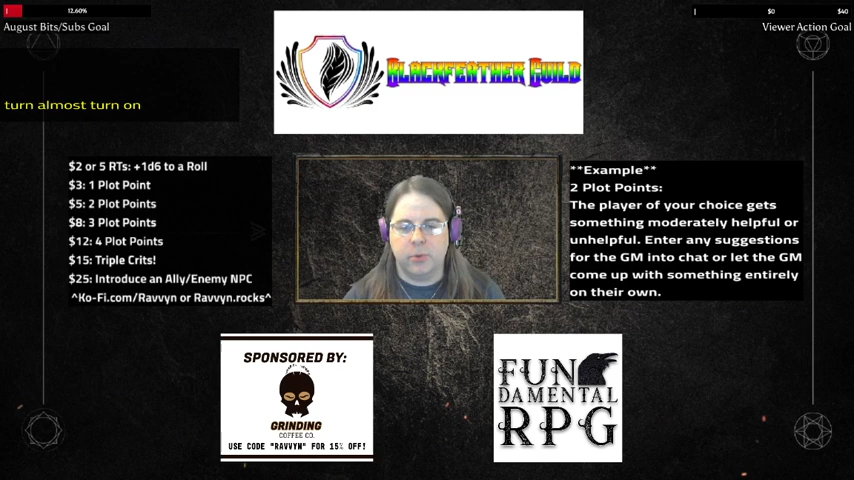 12.60%
August Bits/Subs Goal
$0
$40
Viewer Action Goal
BLACKFEATHER GUILD
turn almost turn on
$2 or 5 RTs: +1d6 to a Roll
$3: 1 Plot Point
$5: 2 Plot Points
$8: 3 Plot Points
$12: 4 Plot Points
$15: Triple Crits!
$25: Introduce an Ally/Enemy NPC
^Ko-Fi.com/Ravvyn or Ravvyn.rocks^
**Example**
2 Plot Points:
The player of your choice gets
something moderately helpful or
unhelpful. Enter any suggestions
for the GM into chat or let the GM
come up with something entirely
on their own.
SPONSORED BY:
GRINDING
COFFEE CO.
USE CODE "RAVVYN" FOR 15% OFF!
FUN
DAMENTAL
RPG